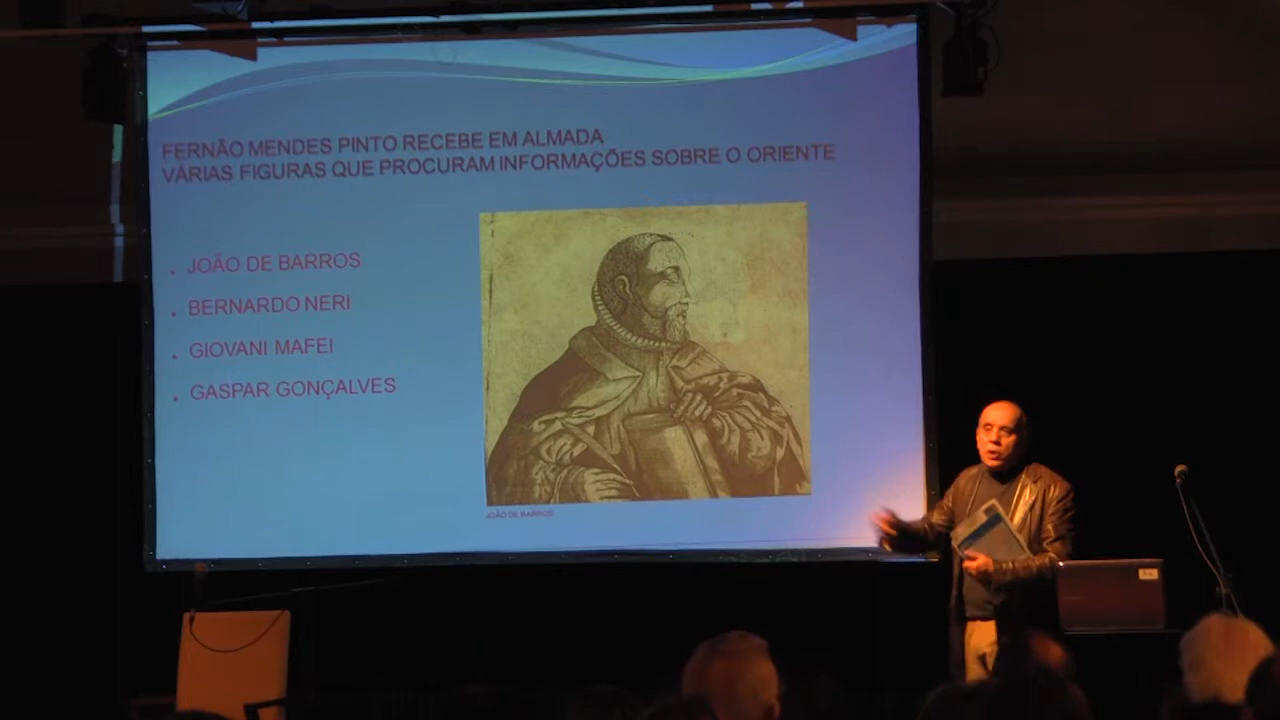 FERNÃO MENDES PINTO RECEBE EM ALMADA
VÁRIAS FIGURAS QUE PROCURAM INFORMAÇÕES SOBRE O ORIENTE
. JOÃO DE BARROS
. BERNARDO NERI
. GIOVANI MAFEI
. GASPAR GONÇALVES
JOÃO DE BARROS